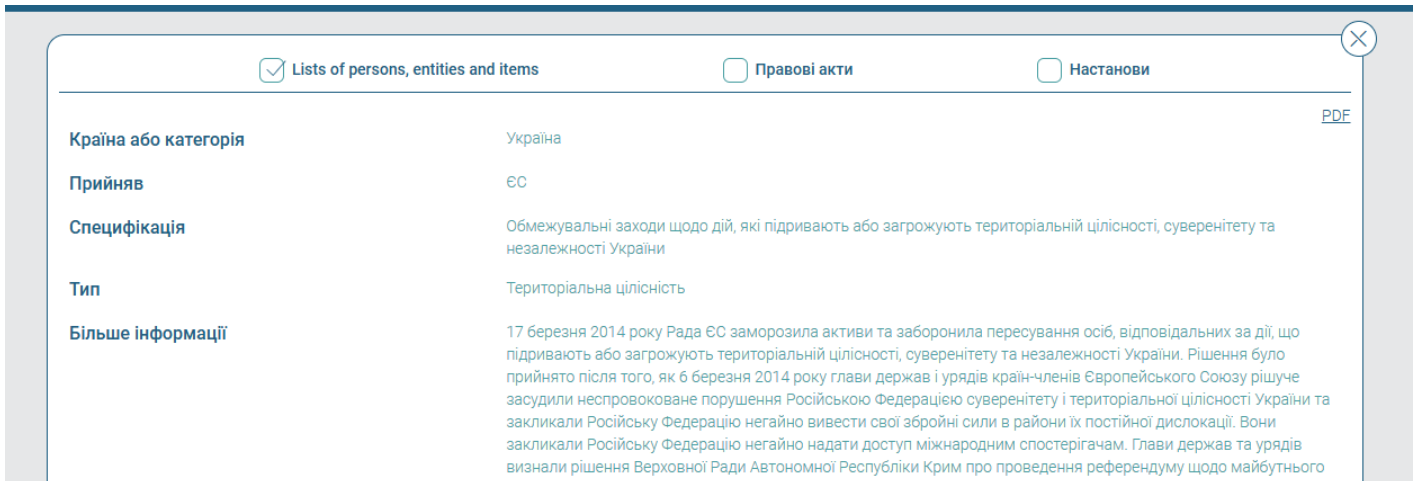 Lists of persons, entities and items
Правові акти
Настанови
PDF
Країна або категорія
Україна
Прийняв
ЄС
Специфікація
Обмежувальні заходи щодо дій, які підривають або загрожують територіальній цілісності, суверенітету та
незалежності України
Тип
Територіальна цілісність
Більше інформації
17 березня 2014 року Рада ЄС заморозила активи та заборонила пересування осіб, відповідальних за дії, що
підривають або загрожують територіальній цілісності, суверенітету та незалежності України. Рішення було
прийнято після того, як 6 березня 2014 року глави держав і урядів країн-членів Європейського Союзу рішуче
засудили неспровоковане порушення Російською Федерацією суверенітету і територіальної цілісності України та
закликали Російську Федерацію негайно вивести свої збройні сили в райони їх постійної дислокації. Вони
закликали Російську Федерацію негайно надати доступ міжнародним спостерігачам. Глави держав та урядів
визнали рішення Верховної Ради Автономної Республіки Крим про проведення референдуму щодо майбутнього